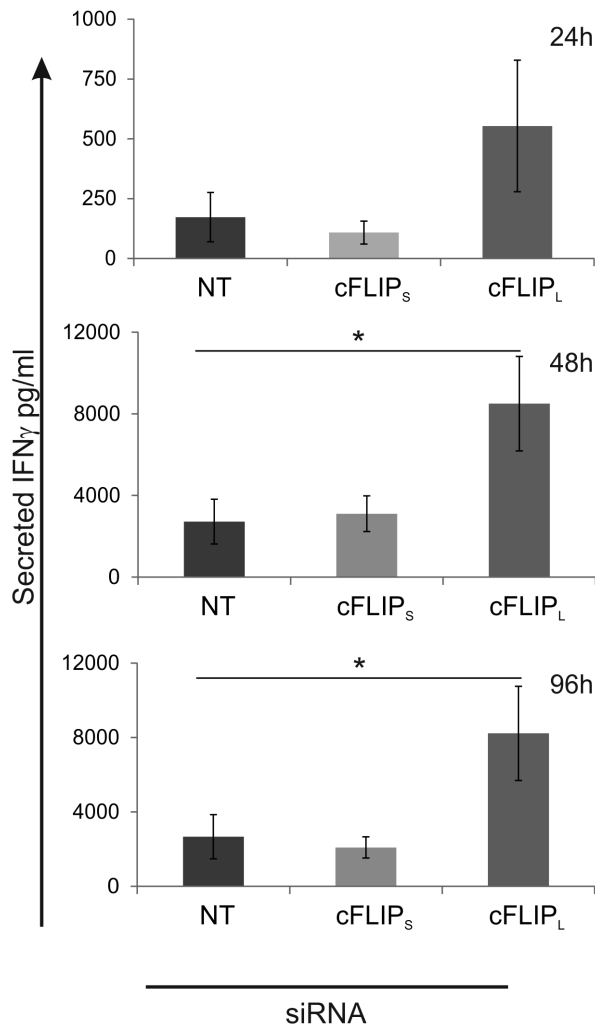 Secreted IFNγ pg/ml
24h
1000
750
500
250
0
NT cFLIPS cFLIPL
48h
*
12000
8000
4000
0
NT cFLIPS cFLIPL
96h
*
12000
8000
4000
0
NT cFLIPS cFLIPL
siRNA